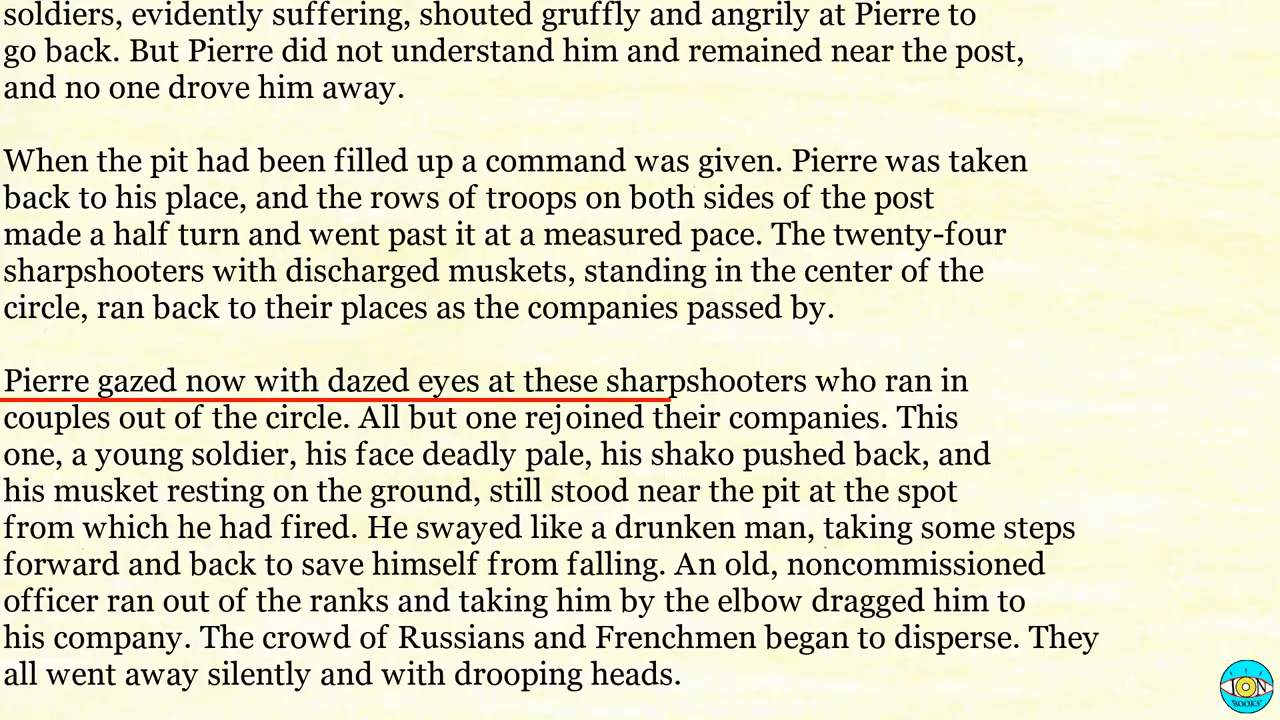 soldiers, evidently suffering, shouted gruffly and angrily at Pierre to
go back. But Pierre did not understand him and remained near the post,
and no one drove him away.
When the pit had been filled up a command was given. Pierre was taken
back to his place, and the rows of troops on both sides of the post
made a half turn and went past it at a measured pace. The twenty-four
sharpshooters with discharged muskets, standing in the center of the
circle, ran back to their places as the companies passed by.
Pierre gazed now with dazed eyes at these sharpshooters who ran in
couples out of the circle. All but one rejoined their companies. This
one, a young soldier, his face deadly pale, his shako pushed back, and
his musket resting on the ground, still stood near the pit at the spot
from which he had fired. He swayed like a drunken man, taking some steps
forward and back to save himself from falling. An old, noncommissioned
officer ran out of the ranks and taking him by the elbow dragged him to
his company. The crowd of Russians and Frenchmen began to disperse. They
all went away silently and with drooping heads.
ION
BOOKS